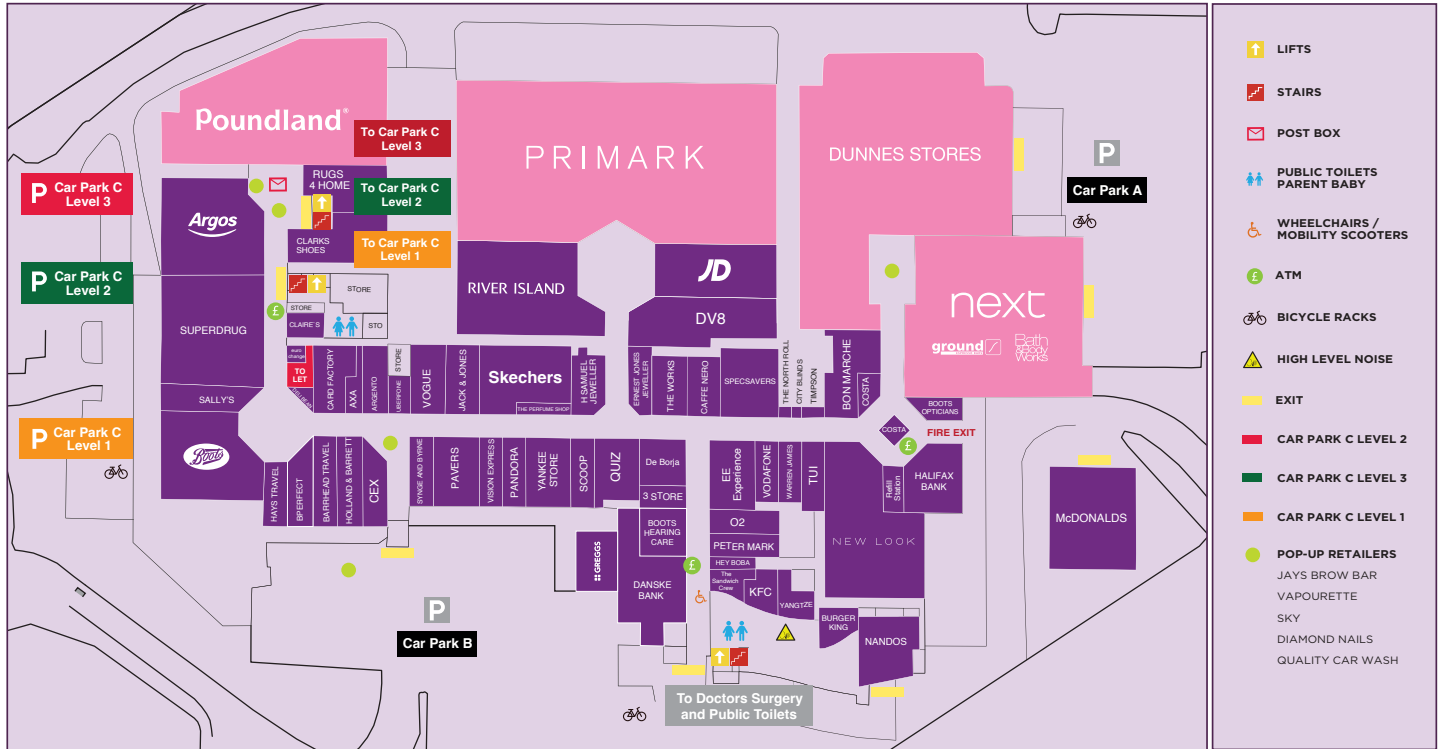 Poundland®
To Car Park C
Level 3
RUGS
4 HOME
To Car Park C
Level 2
CLARKS
SHOES
To Car Park C
Level 1
P Car Park C
Level 3
P Car Park C
Level 2
P Car Park C
Level 1
Argos
SUPERDRUG
SALLY'S
Boots
STORE
STORE
CLAIRE'S
STO
£
euro
change
TO
LET
CARD FACTORY
AXA
ARGENTO
UBERFONE
STORE
VOGUE
JACK & JONES
Skechers
THE PERFUME SHOP
H SAMUEL
JEWELLER
PRIMARK
RIVER ISLAND
JD
DV8
ERNEST JONES
JEWELLER
THE WORKS
CAFFE NERO
SPECSAVERS
THE NORTH ROLL
CITY BLINDS
TIMPSON
BON MARCHE
COSTA
DUNNES STORES
next
ground
Bath
&Body
Works
BOOTS
OPTICIANS
COSTA
£
FIRE EXIT
P
Car Park A
HAYS TRAVEL
BPERFECT
BARRHEAD TRAVEL
HOLLAND & BARRETT
CEX
SYNGE AND BYRNE
PAVERS
VISION EXPRESS
PANDORA
YANKEE
STORE
SCOOP
QUIZ
De Borja
3 STORE
BOOTS
HEARING
CARE
GREGGS
DANSKE
BANK
£
EE
Experience
VODAFONE
WARREN JAMES
TUI
O2
PETER MARK
HEY BOBA
The
Sandwich
Crew
KFC
YANGTZE
NEW LOOK
Refill
Station
HALIFAX
BANK
BURGER
KING
NANDOS
McDONALDS
P
Car Park B
To Doctors Surgery
and Public Toilets
LIFTS
STAIRS
POST BOX
PUBLIC TOILETS
PARENT BABY
WHEELCHAIRS /
MOBILITY SCOOTERS
£ ATM
BICYCLE RACKS
HIGH LEVEL NOISE
EXIT
CAR PARK C LEVEL 2
CAR PARK C LEVEL 3
CAR PARK C LEVEL 1
POP-UP RETAILERS
JAYS BROW BAR
VAPOURETTE
SKY
DIAMOND NAILS
QUALITY CAR WASH